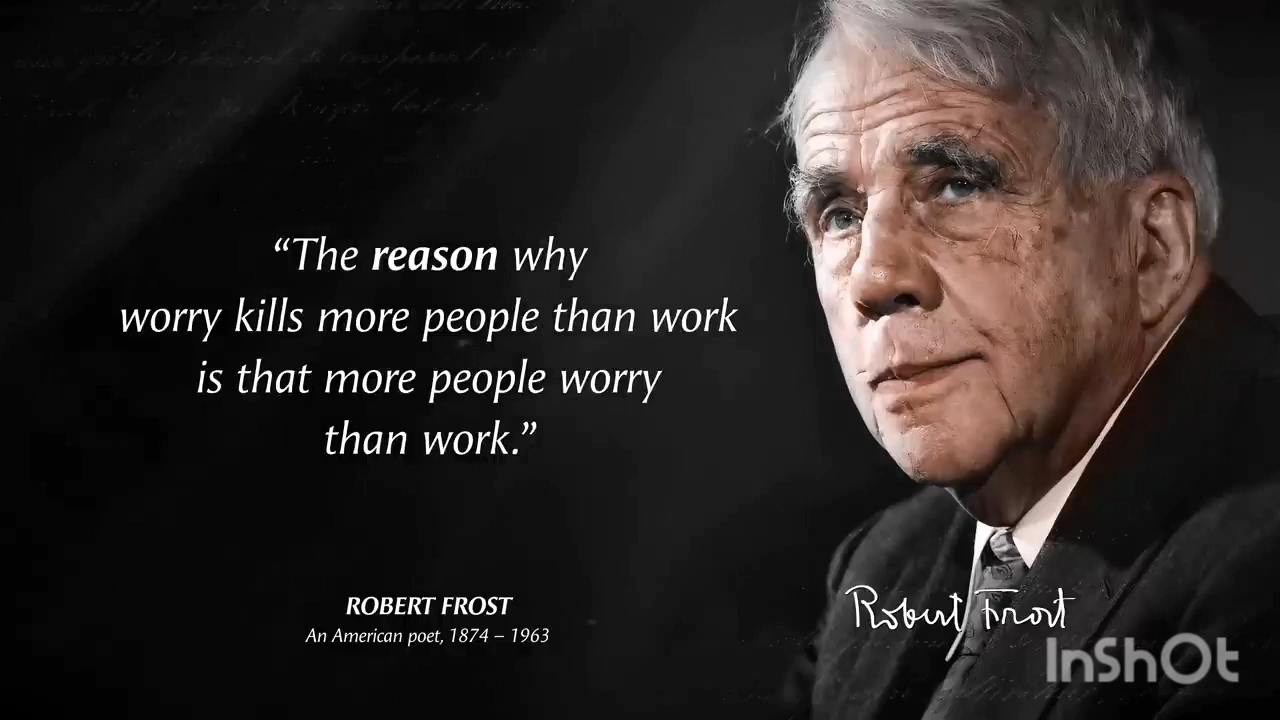 “The reason why
worry kills more people than work
is that more people worry
than work.”
ROBERT FROST
An American poet, 1874 – 1963
Robert Frost
InShOt